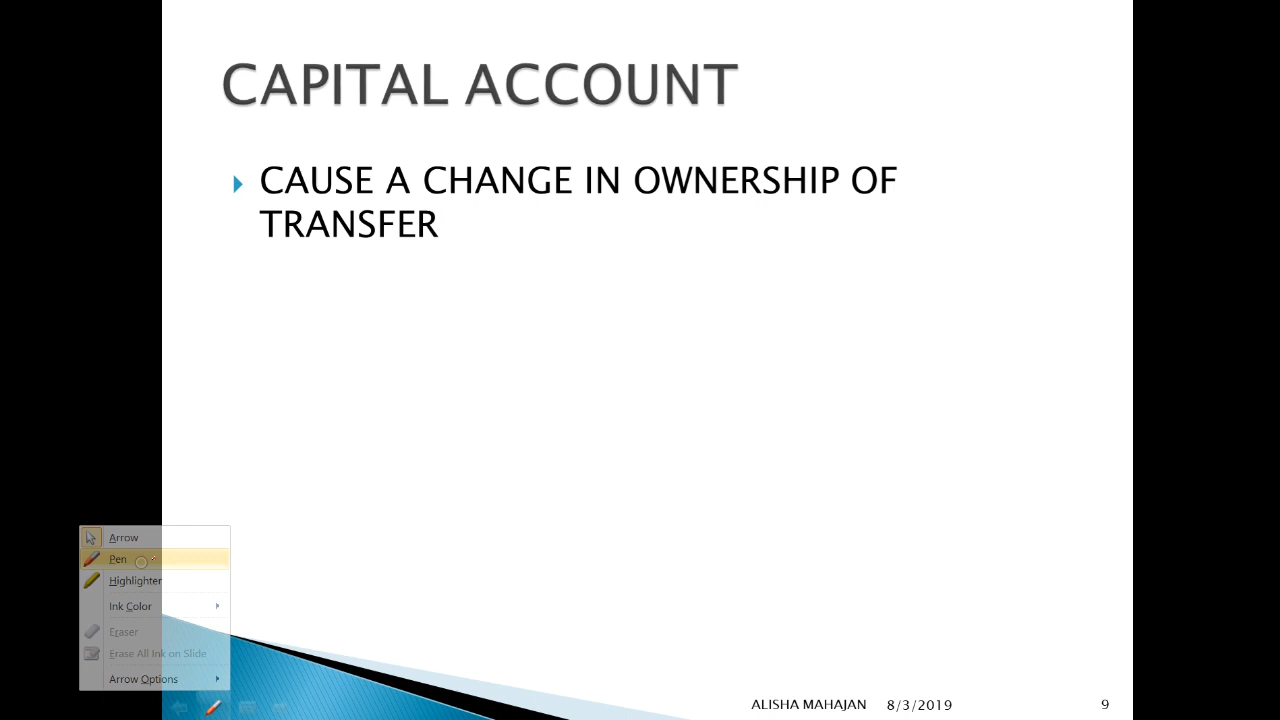 CAPITAL ACCOUNT
CAUSE A CHANGE IN OWNERSHIP OF
TRANSFER
Arrow
Pen
Highlighter
Ink Color
Eraser
Erase All Ink on Slide
Arrow Options
ALISHA MAHAJAN 8/3/2019 9